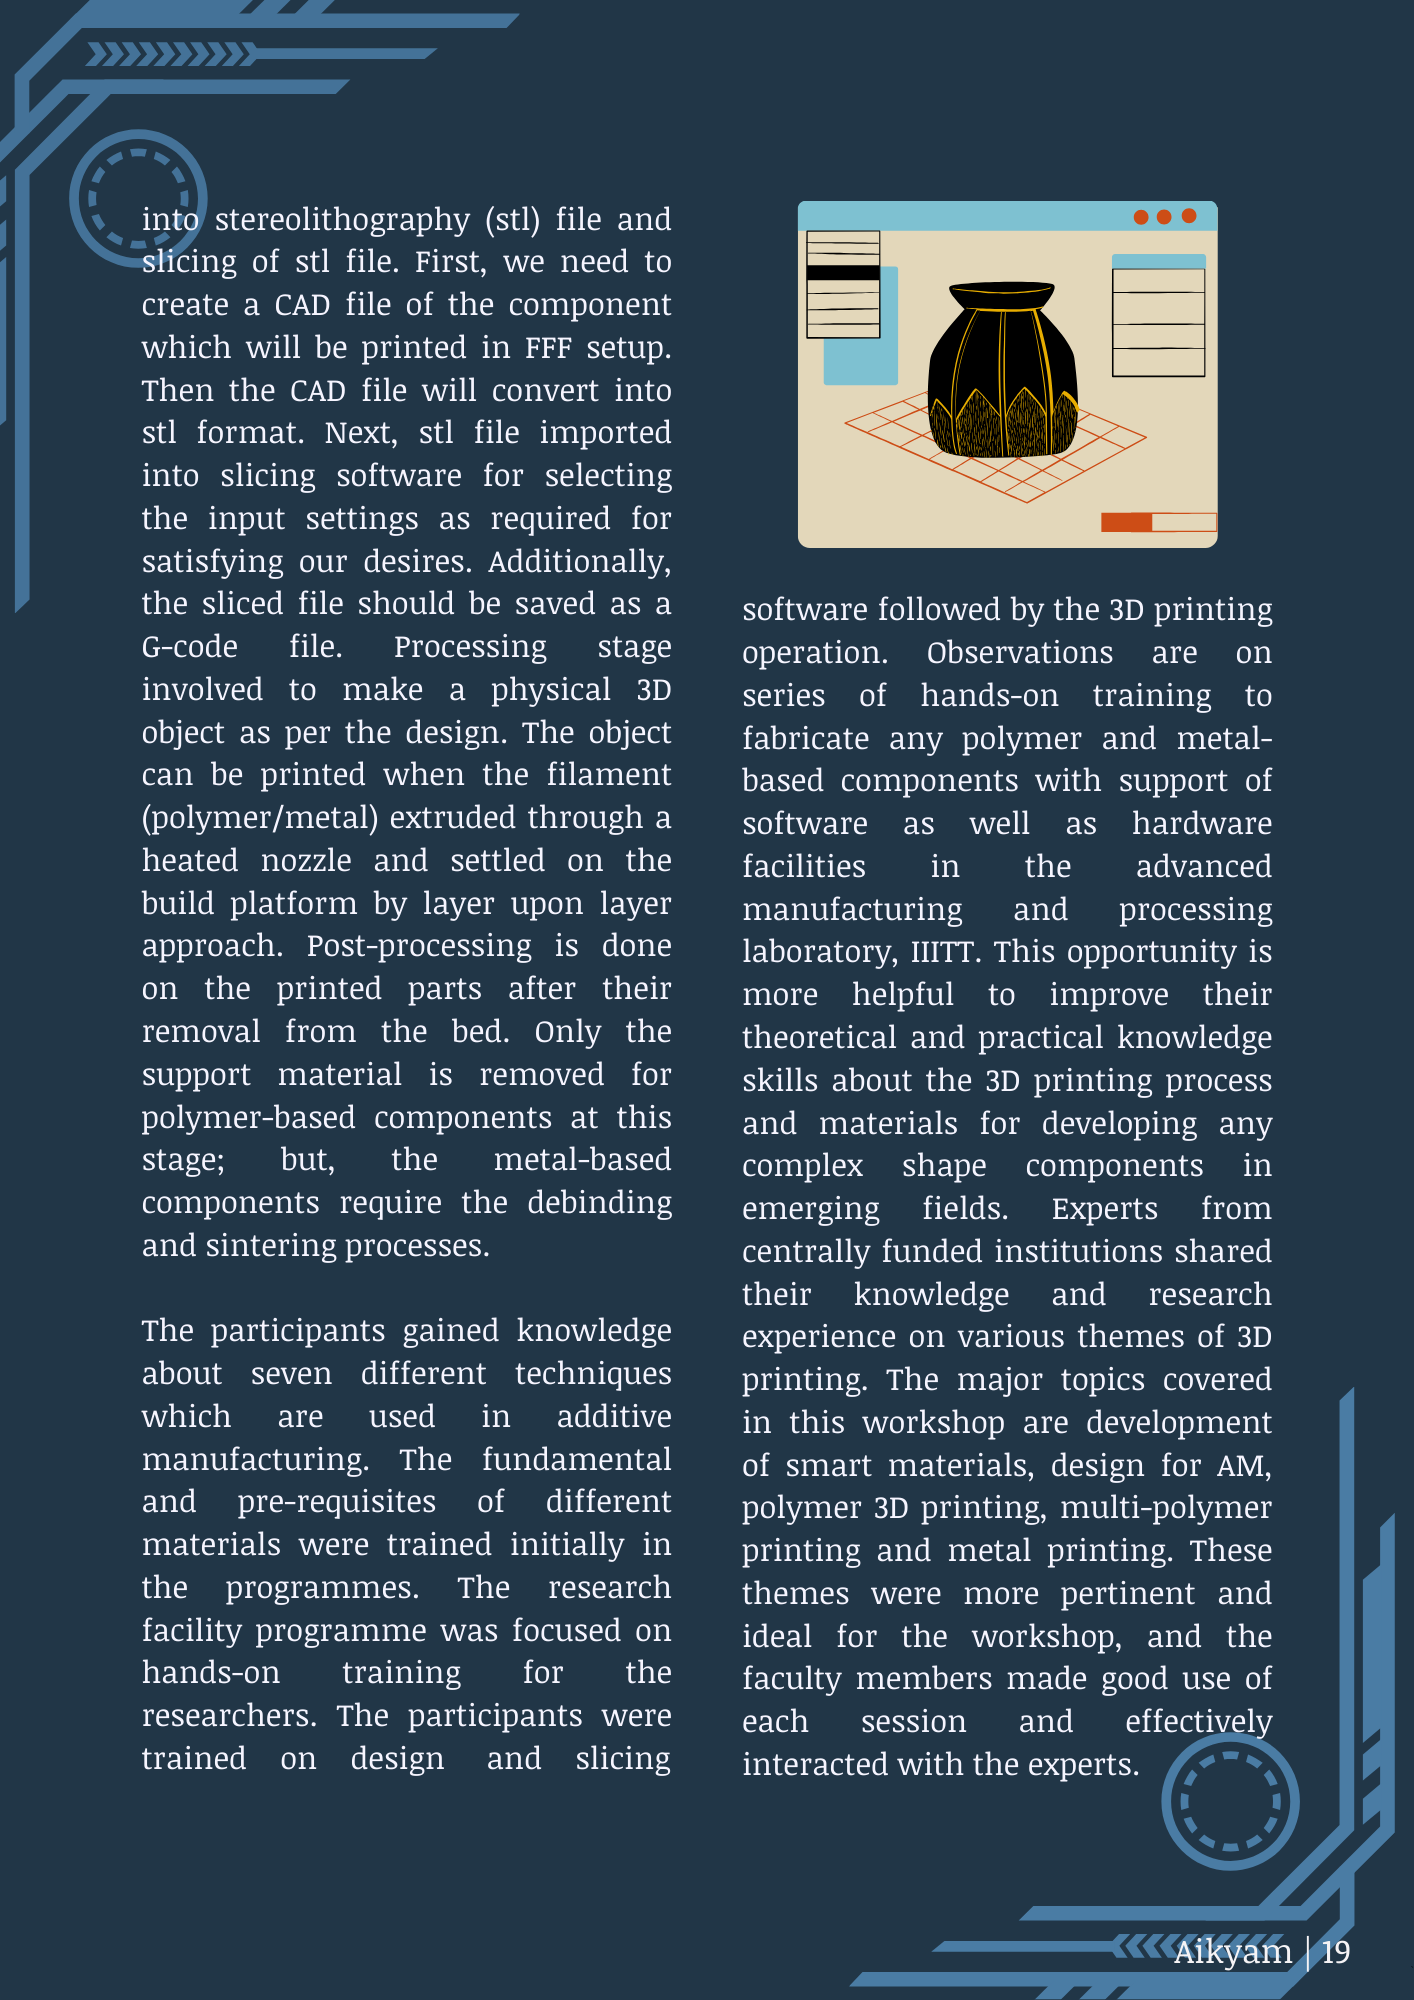 into stereolithography (stl) file and
slicing of stl file. First, we need to
create a CAD file of the component
which will be printed in FFF setup.
Then the CAD file will convert into
stl format. Next, stl file imported
into slicing software for selecting
the input settings as required for
satisfying our desires. Additionally,
the sliced file should be saved as a
G-code file. Processing stage
involved to make a physical 3D
object as per the design. The object
can be printed when the filament
(polymer/metal) extruded through a
heated nozzle and settled on the
build platform by layer upon layer
approach. Post-processing is done
on the printed parts after their
removal from the bed. Only the
support material is removed for
polymer-based components at this
stage; but, the metal-based
components require the debinding
and sintering processes.
The participants gained knowledge
about seven different techniques
which are used in additive
manufacturing. The fundamental
and pre-requisites of different
materials were trained initially in
the programmes. The research
facility programme was focused on
hands-on training for the
researchers. The participants were
trained on design and slicing
software followed by the 3D printing
operation. Observations are on
series of hands-on training to
fabricate any polymer and metal-
based components with support of
software as well as hardware
facilities in the advanced
manufacturing and processing
laboratory, IIITT. This opportunity is
more helpful to improve their
theoretical and practical knowledge
skills about the 3D printing process
and materials for developing any
complex shape components in
emerging fields. Experts from
centrally funded institutions shared
their knowledge and research
experience on various themes of 3D
printing. The major topics covered
in this workshop are development
of smart materials, design for AM,
polymer 3D printing, multi-polymer
printing and metal printing. These
themes were more pertinent and
ideal for the workshop, and the
faculty members made good use of
each session and effectively
interacted with the experts.
Aikyam | 19